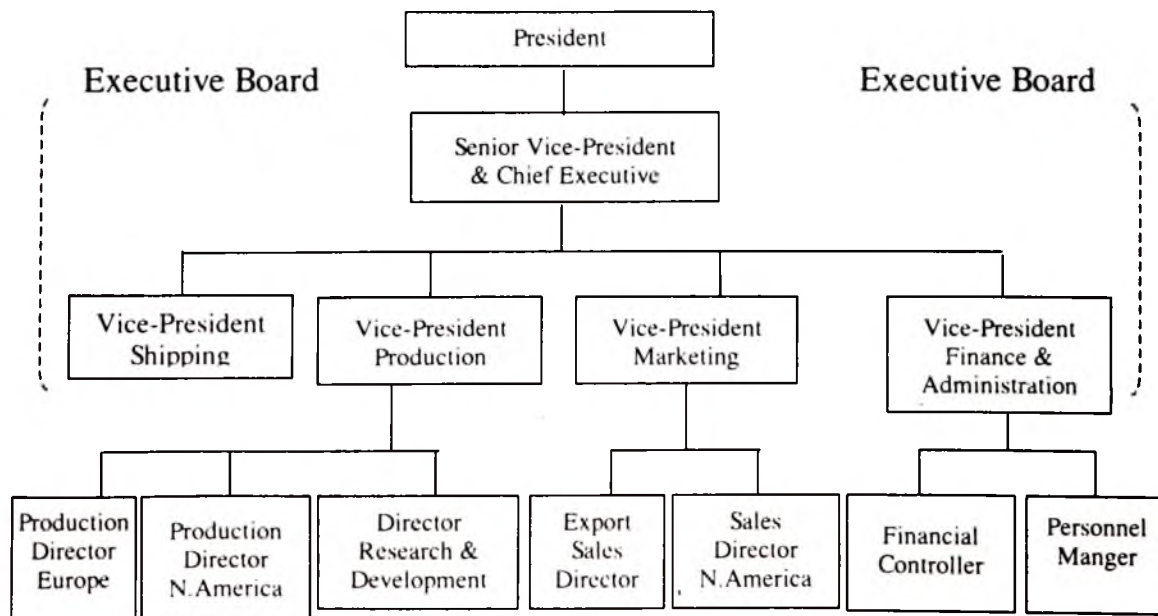 President
Executive Board
Executive Board
Senior Vice-President
& Chief Executive
Vice-President
Shipping
Vice-President
Production
Vice-President
Marketing
Vice-President
Finance &
Administration
Production
Director
Europe
Production
Director
N.America
Director
Research &
Development
Export
Sales
Director
Sales
Director
N.America
Financial
Controller
Personnel
Manger